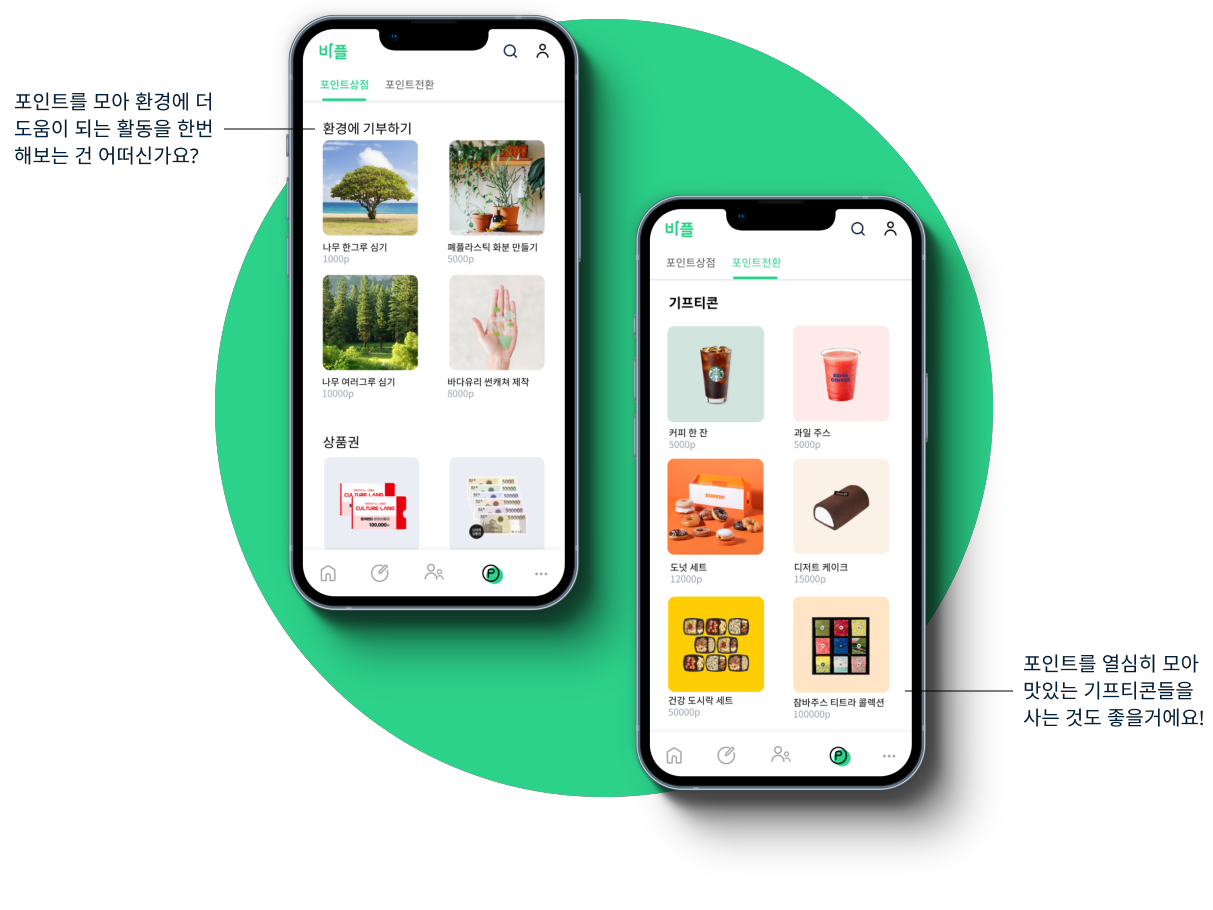 포인트를 모아 환경에 더
도움이 되는 활동을 한번
해보는 건 어떠신가요?
비플
포인트상점 포인트전환
환경에 기부하기
나무 한그루 심기
1000p
폐플라스틱 화분 만들기
5000p
나무 여러그루 심기
10000p
바다유리 썬캐쳐 제작
8000p
상품권
CULTURE LAND
CULTURE LAND
100,000
비플
포인트상점 포인트전환
기프티콘
커피 한 잔
5000p
과일 주스
5000p
DUNKIN'
도넛 세트
12000p
디저트 케이크
15000p
건강 도시락 세트
50000p
잠바주스 티트라 콜렉션
100000p
포인트를 열심히 모아
맛있는 기프티콘들을
사는 것도 좋을거에요!